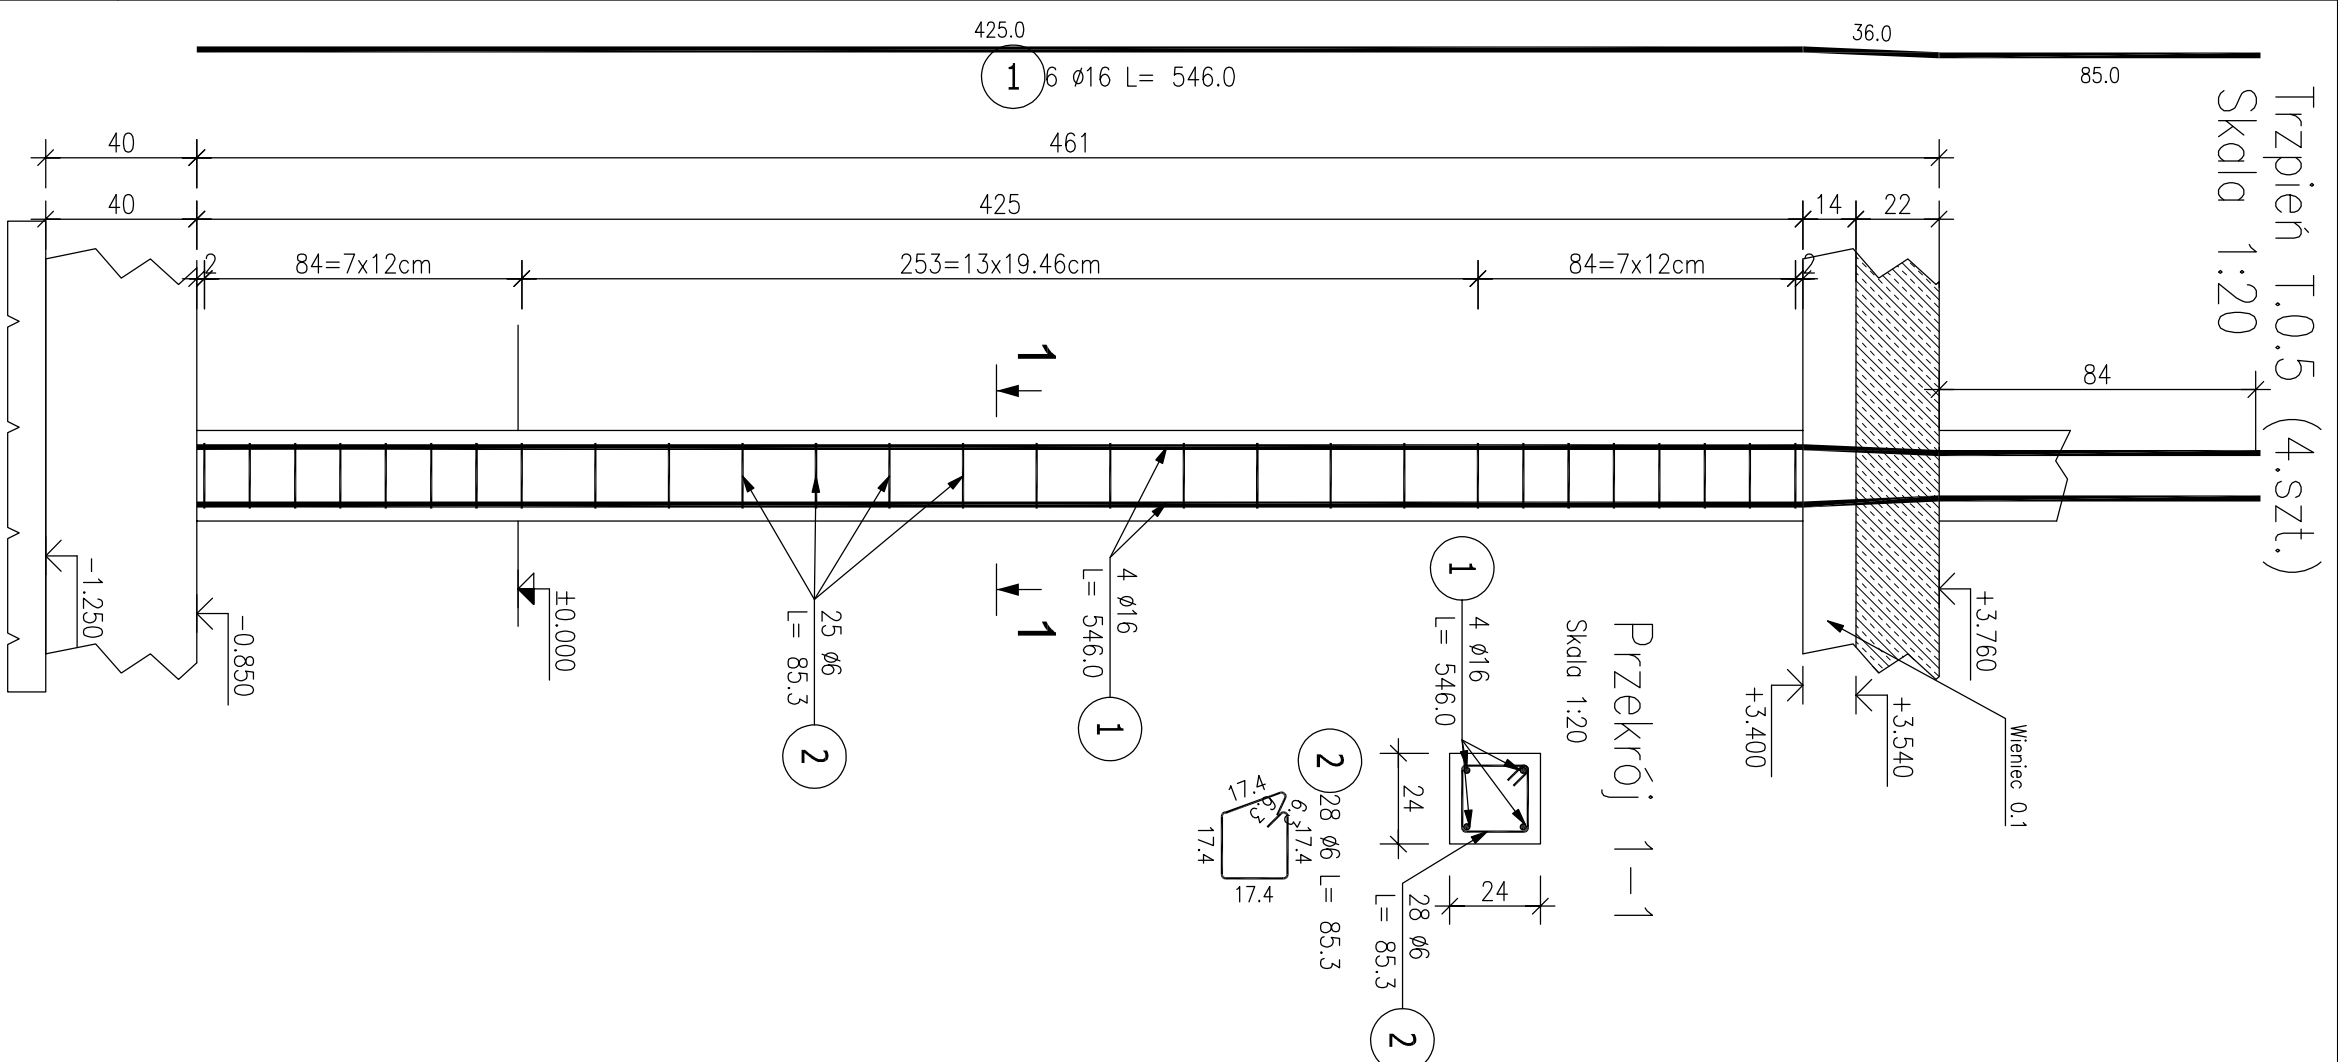 425.0
36.0
1
6 ø16 L= 546.0
85.0
Trzpień T.0.5 (4.szt.)
Skala 1:20
40
461
40
425
14
22
2
84=7x12cm
253=13x19.46cm
84=7x12cm
2
84
1
1
-1.250
-0.850
±0.000
25 ø6
L= 85.3
2
4 ø16
L= 546.0
1
1
4 ø16
L= 546.0
Przekrój 1-1
Skala 1:20
+3.760
+3.540
+3.400
Wieniec 0.1
24
24
28 ø6
L= 85.3
2
2
28 ø6 L= 85.3
17.4
6.3
6.3
17.4
17.4
17.4